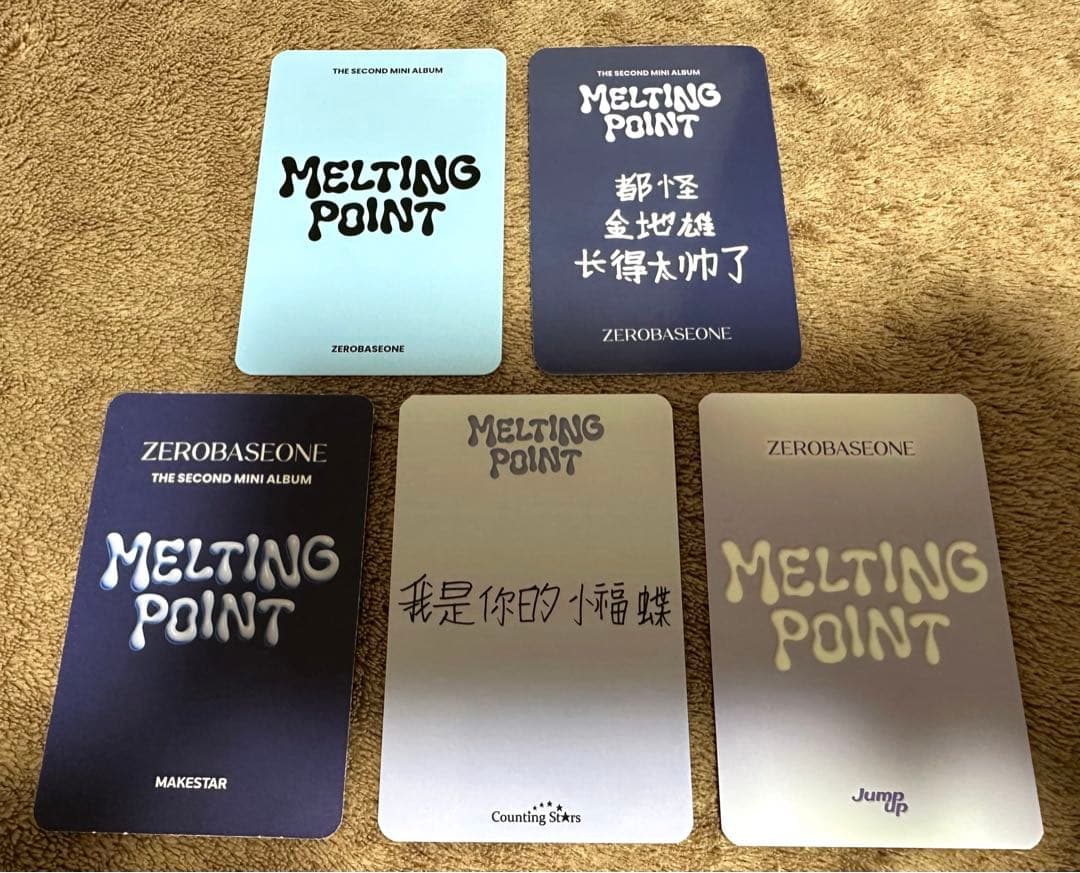 THE SECOND MINI ALBUM
MELTING
POINT
ZEROBASEONE
THE SECOND MINI ALBUM
MELTING
POINT
都怪
金地雄
长得太帅了
ZEROBASEONE
ZEROBASEONE
THE SECOND MINI ALBUM
MELTING
POINT
MAKESTAR
MELTING
POINT
我是你的小福蝶
Counting Stars
ZEROBASEONE
MELTING
POINT
Jump
UP